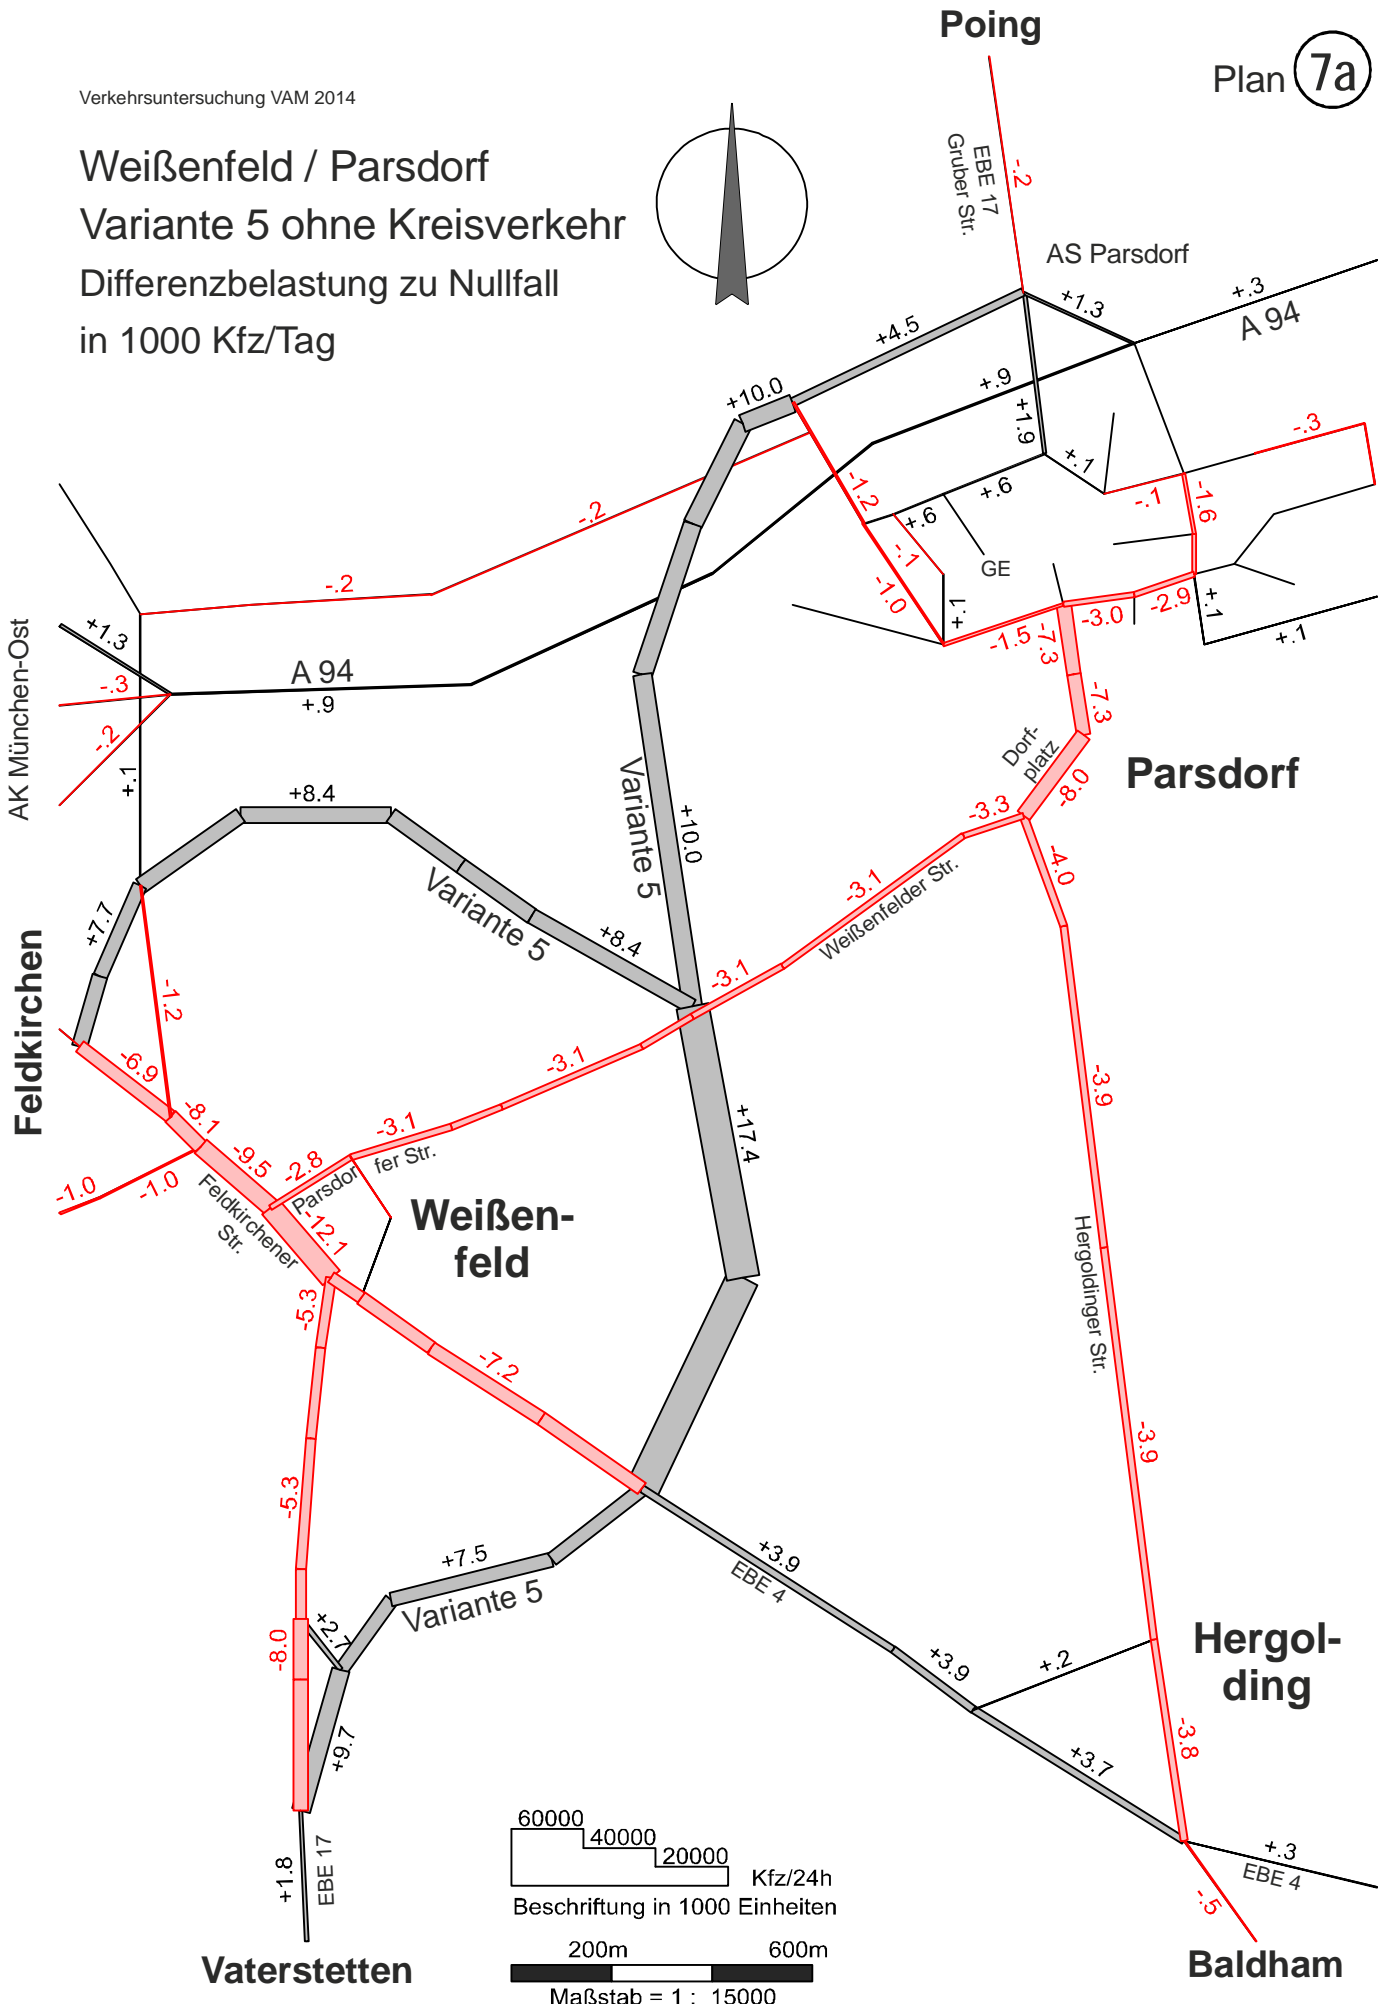 Poing
Plan 7a
Verkehrsuntersuchung VAM 2014
Weißenfeld / Parsdorf
Variante 5 ohne Kreisverkehr
Differenzbelastung zu Nullfall
in 1000 Kfz/Tag
EBE 17
Gruber Str.
-.2
AS Parsdorf
+1.3
+.3
A 94
+4.5
+10.0
+.9
+1.9
+.1
-.3
-1.2
+.6
+.6
-.1
-1.6
-.2
-.2
-.1
-1.0
GE
+.1
-1.5
-7.3
-3.0
-2.9
+.1
+.1
AK München-Ost
+1.3
-.3
-.2
+.1
A 94
+.9
-7.3
Dorf-
platz
-8.0
Parsdorf
+8.4
Variante 5
+10.0
Variante 5
+8.4
-3.3
-3.1
Weißenfelder Str.
-4.0
+7.7
Feldkirchen
-1.2
-3.1
-3.1
-3.1
-3.9
-6.9
-8.1
-9.5
-2.8
Parsdor
fer Str.
+17.4
-1.0
-1.0
Feldkirchener
Str.
-12.1
Weißen-
feld
Hergoldinger Str.
-5.3
-7.2
-3.9
-5.3
+7.5
Variante 5
+3.9
EBE 4
+2.7
-8.0
+3.9
+.2
Hergol-
ding
+9.7
+3.7
-3.8
+1.8
EBE 17
60000
40000
20000
Kfz/24h
Beschriftung in 1000 Einheiten
+.3
EBE 4
-.5
200m
600m
Maßstab = 1 : 15000
Vaterstetten
Baldham